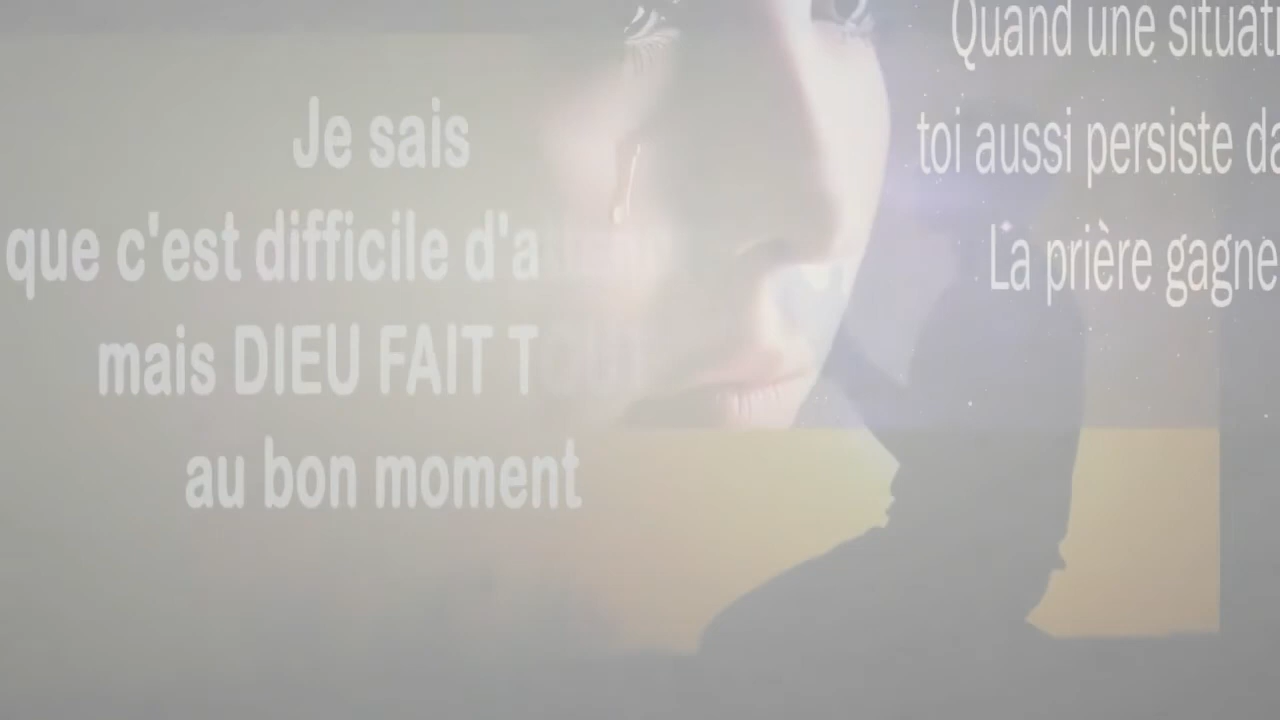 Je sais
que c'est difficile d'a
mais DIEU FAIT TOUT
au bon moment
Quand une situati
toi aussi persiste da
La prière gagne